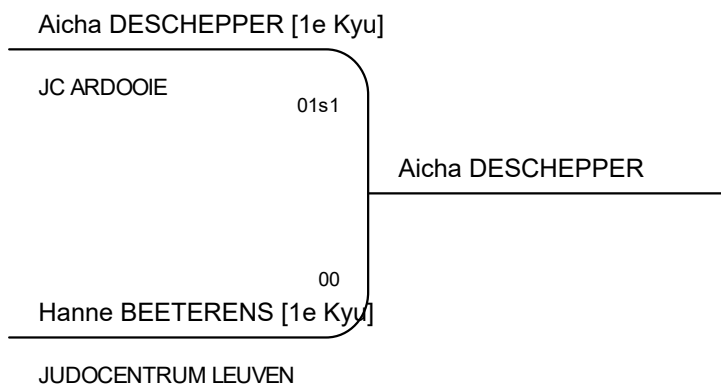 Aicha DESCHEPPER [1e Kyu]
JC ARDOOIE
01s1
Aicha DESCHEPPER
00
Hanne BEETERENS [1e Kyu]
JUDOCENTRUM LEUVEN